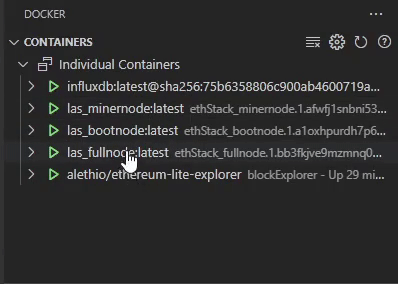 DOCKER
CONTAINERS
Individual Containers
influxdb:latest@sha256:75b6358806c900ab4600719a...
las_minernode:latest ethStack_minernode.1.afwfj1snbni53...
las_bootnode:latest ethStack_bootnode.1.a1oxhpurdh7p6...
las_fullnode:latest ethStack_fullnode.1.bb3fkjve9mzmnq0...
alethio/ethereum-lite-explorer blockExplorer - Up 29 mi...